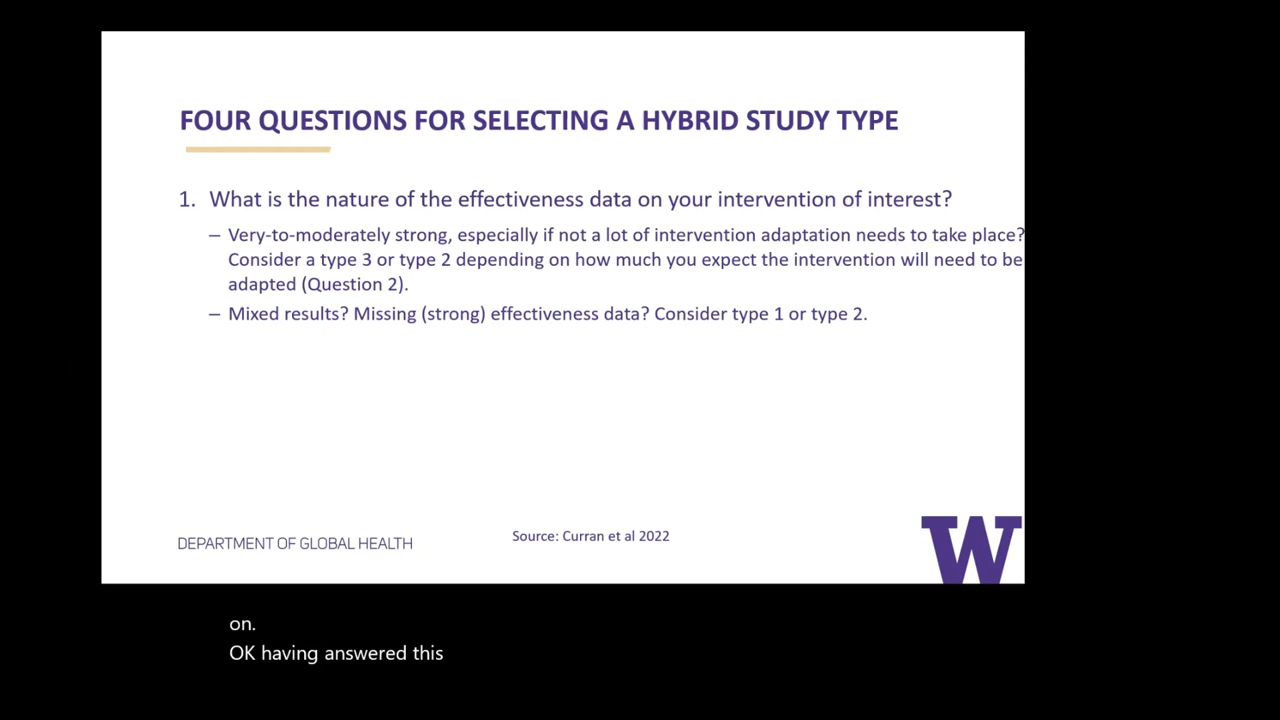 FOUR QUESTIONS FOR SELECTING A HYBRID STUDY TYPE
1. What is the nature of the effectiveness data on your intervention of interest?
– Very-to-moderately strong, especially if not a lot of intervention adaptation needs to take place?
Consider a type 3 or type 2 depending on how much you expect the intervention will need to be
adapted (Question 2).
– Mixed results? Missing (strong) effectiveness data? Consider type 1 or type 2.
Source: Curran et al 2022
DEPARTMENT OF GLOBAL HEALTH
W
on.
OK having answered this